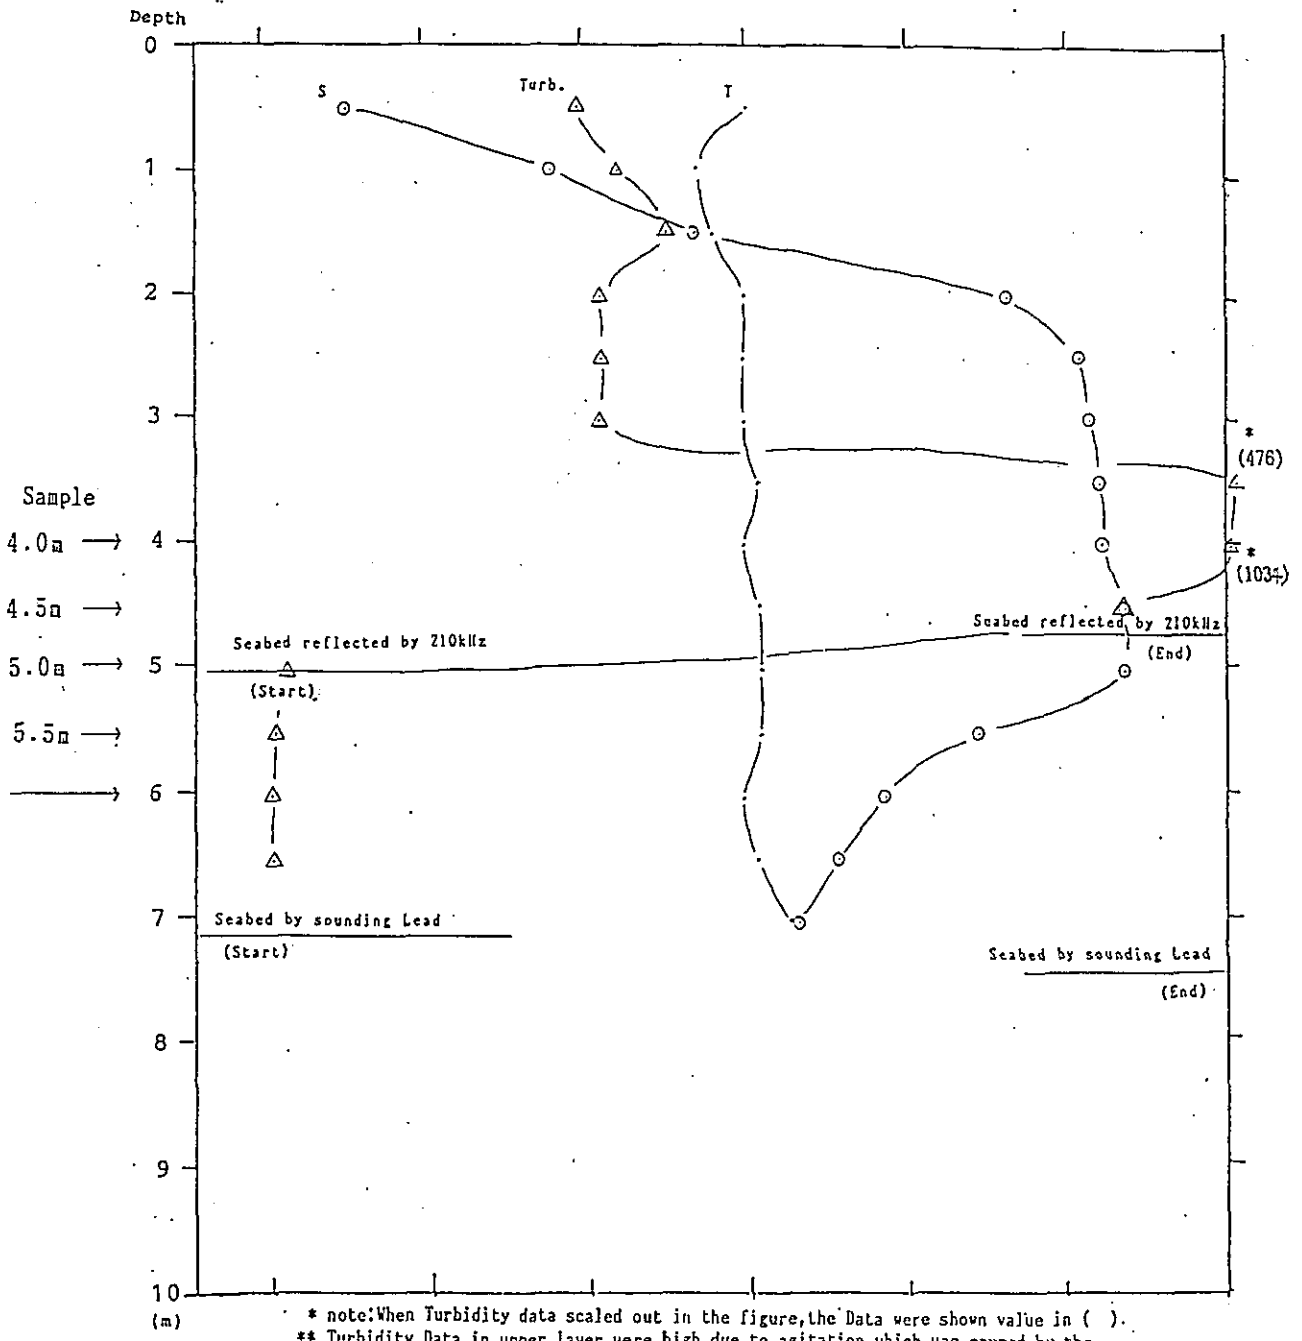 Depth
0
S
Turb.
T
1
2
3
*
(476)
Sample
4.0m → 4
*
(1034)
4.5m →
Seabed reflected by 210kHz
(End)
Seabed reflected by 210kHz
5.0m → 5
(Start)
5.5m →
6
7
Seabed by sounding Lead
(Start)
Seabed by sounding Lead
(End)
8
9
10
(m)
* note:When Turbidity data scaled out in the figure,the Data were shown value in ( ).
** Turbidity Data in upper layer were high due to agitation which was caused by the